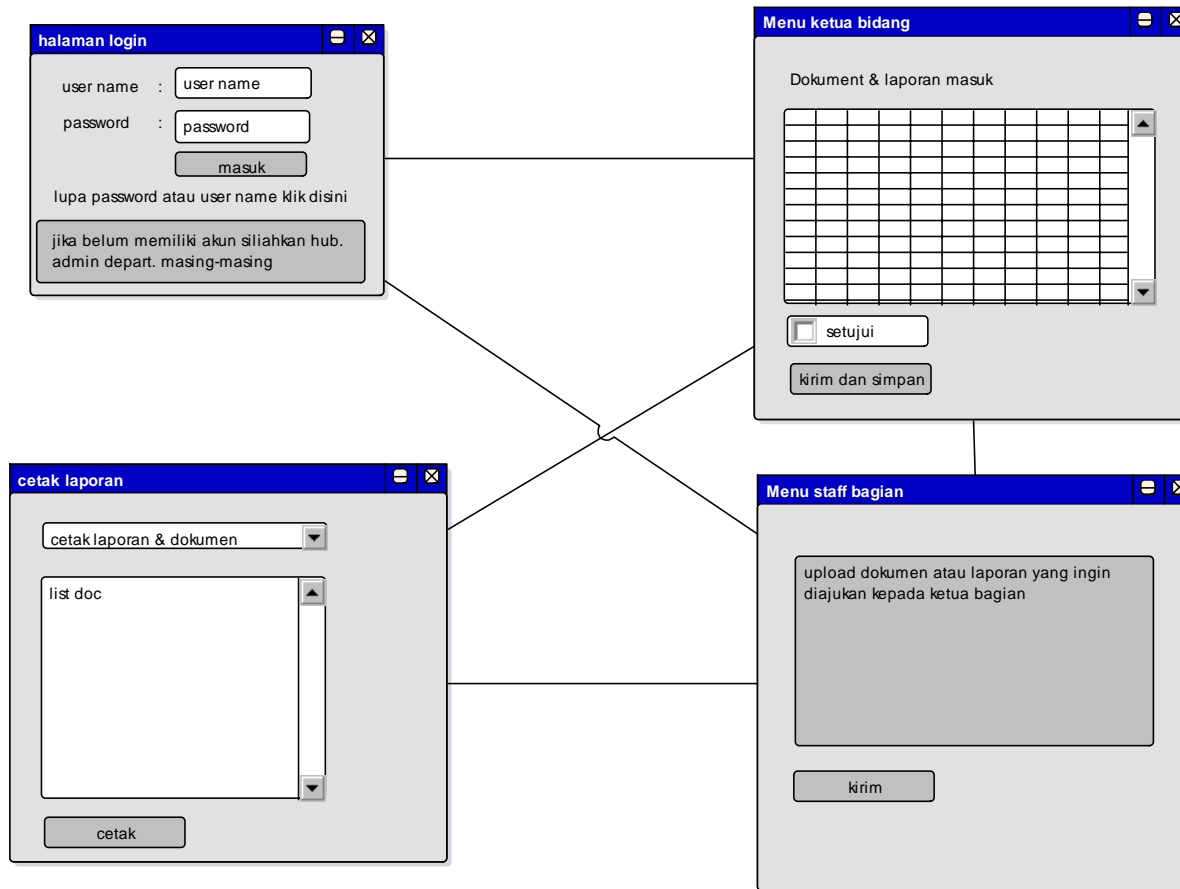 halaman login
user name : user name
password : password
masuk
lupa password atau user name klik disini
jika belum memiliki akun siliahkan hub.
admin depart. masing-masing
Menu ketua bidang
Dokument & laporan masuk
setujui
kirim dan simpan
cetak laporan
cetak laporan & dokumen
list doc
cetak
Menu staff bagian
upload dokumen atau laporan yang ingin
diajukan kepada ketua bagian
kirim